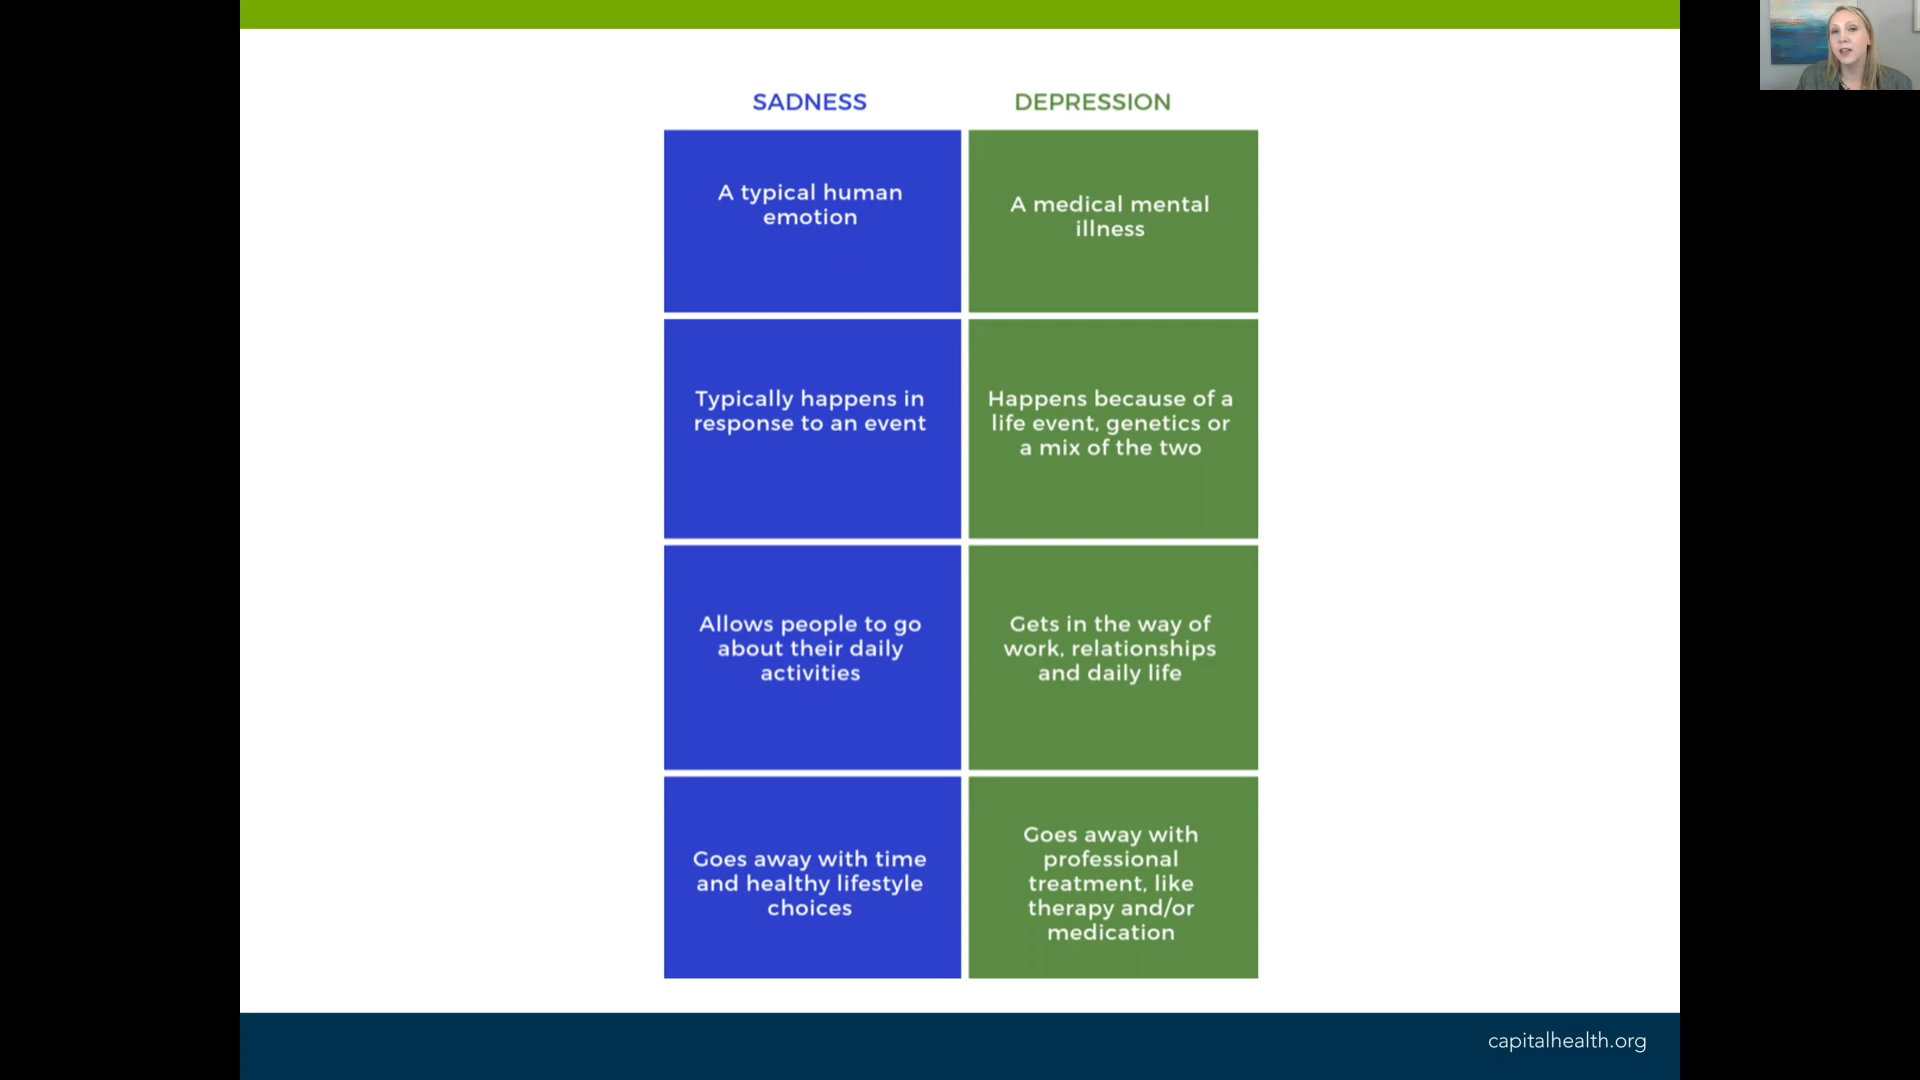 SADNESS
DEPRESSION
A typical human
emotion
A medical mental
illness
Typically happens in
response to an event
Happens because of a
life event, genetics or
a mix of the two
Allows people to go
about their daily
activities
Gets in the way of
work, relationships
and daily life
Goes away with time
and healthy lifestyle
choices
Goes away with
professional
treatment, like
therapy and/or
medication
capitalhealth.org